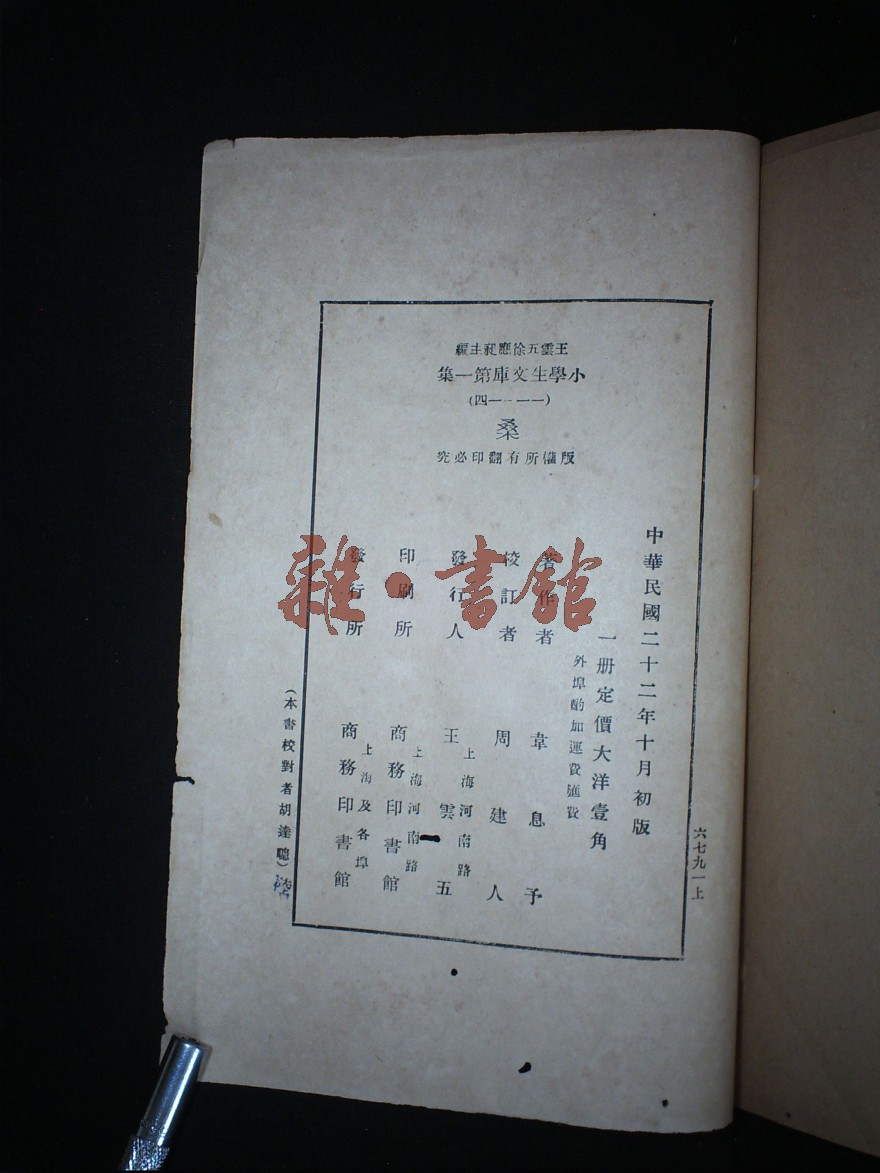 王雲五徐應昶主編
小學生文庫第一集
桑
版權所有翻印必究
中華民國二十二年十月初版
一册定價大洋壹角
外埠酌加運費匯費
著作者 韋息予
校訂者 周建人
發行人 王雲五
上海河南路
印刷所 商務印書館
上海河南路
發行所 商務印書館
上海及各埠
(本書校對者胡達聰)
六七九一上
雜·書館